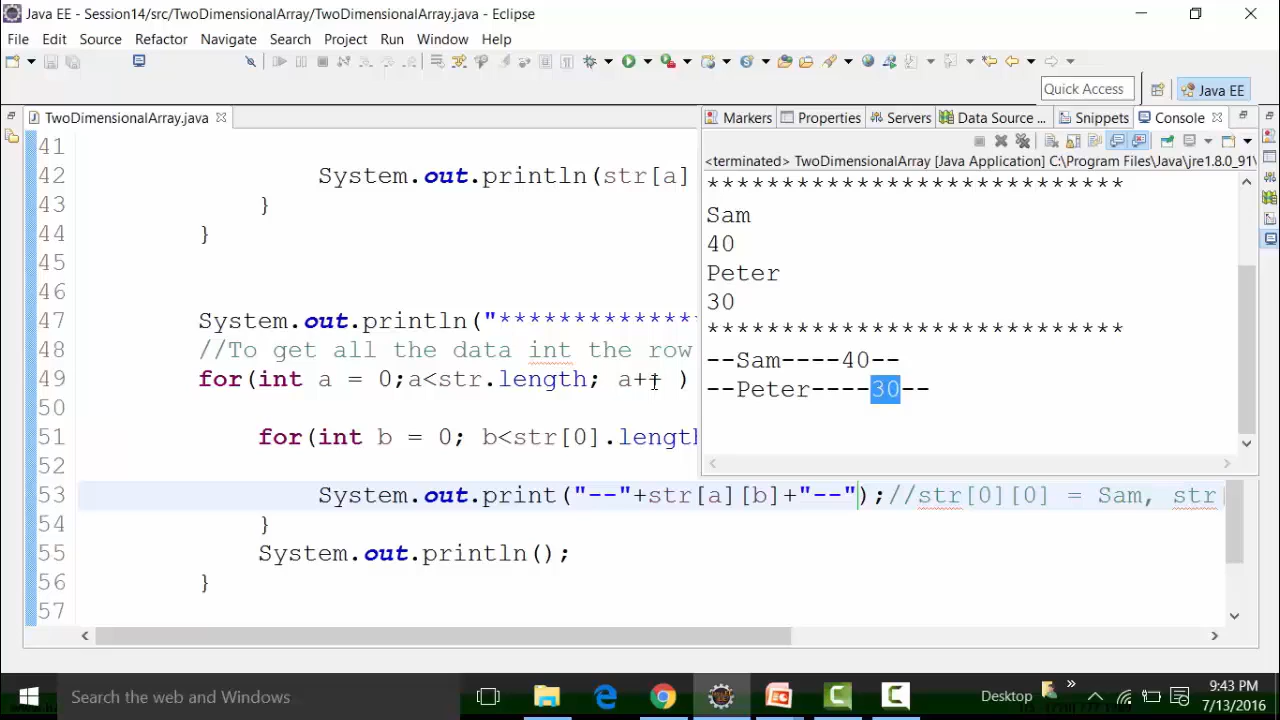 Java EE - Session14/src/TwoDimensionalArray/TwoDimensionalArray.java - Eclipse
File Edit Source Refactor Navigate Search Project Run Window Help
Quick Access
Java EE
TwoDimensionalArray.java
41
42 System.out.println(str[a]
43 }
44 }
45
46
47 System.out.println("*************
48 //To get all the data int the row
49 for(int a = 0;a<str.length; a++ )
50
51 for(int b = 0; b<str[0].length
52
53 System.out.print("--"+str[a][b]+"--");//str[0][0] = Sam, str
54 }
55 System.out.println();
56 }
57
Markers Properties Servers Data Source ... Snippets Console
<terminated> TwoDimensionalArray [Java Application] C:\Program Files\Java\jre1.8.0_91\
****************************
Sam
40
Peter
30
****************************
--Sam----40--
--Peter----30--
Search the web and Windows
Desktop
9:43 PM
7/13/2016